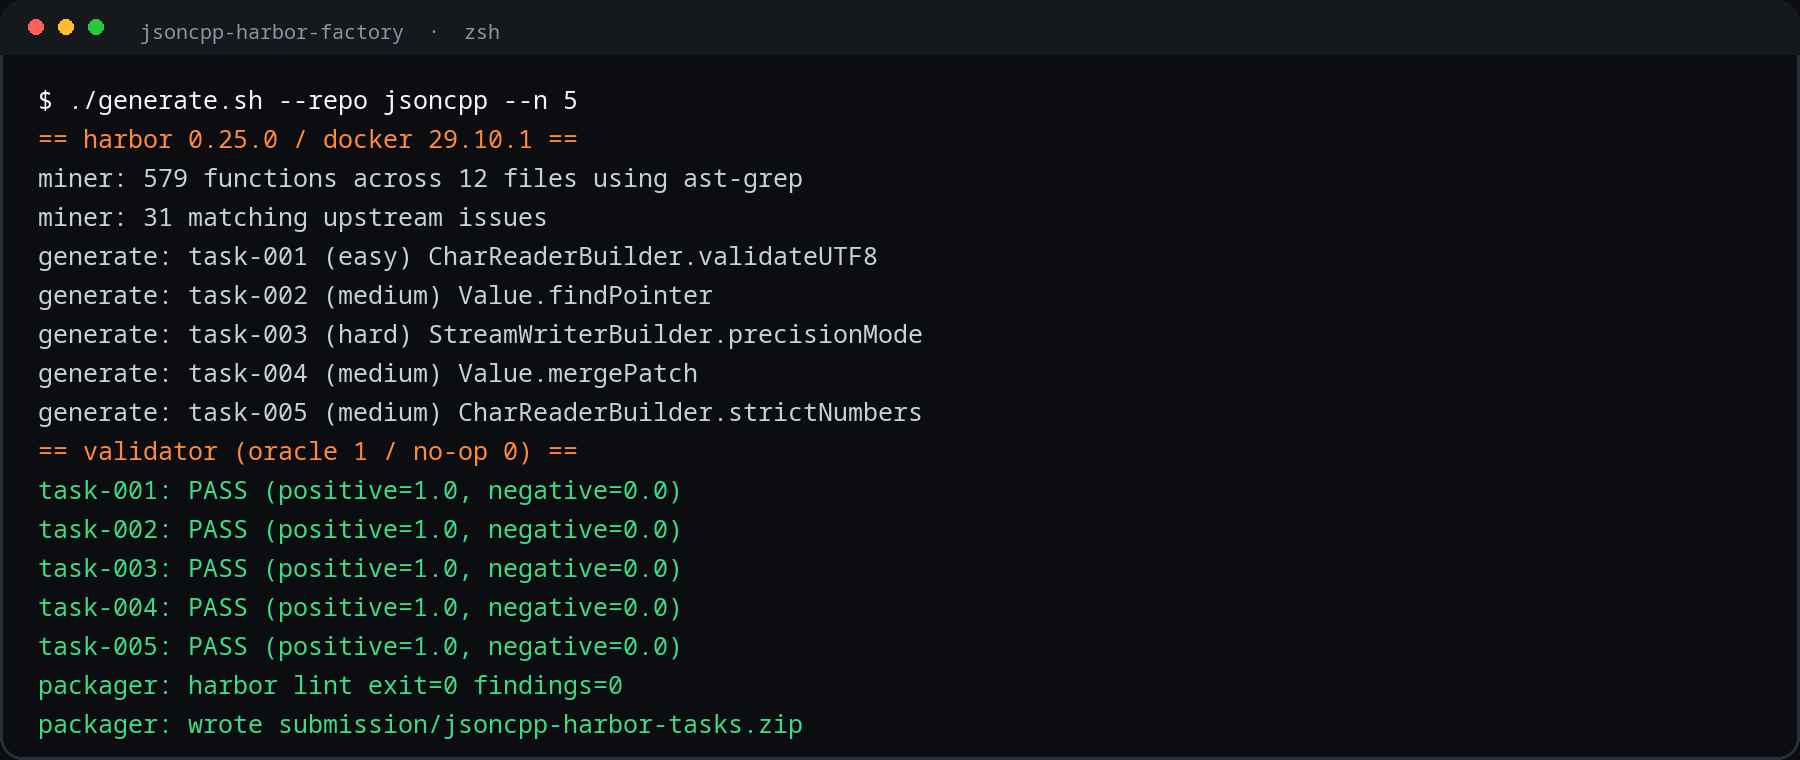 jsoncpp-harbor-factory · zsh
$ ./generate.sh --repo jsoncpp --n 5
== harbor 0.25.0 / docker 29.10.1 ==
miner: 579 functions across 12 files using ast-grep
miner: 31 matching upstream issues
generate: task-001 (easy) CharReaderBuilder.validateUTF8
generate: task-002 (medium) Value.findPointer
generate: task-003 (hard) StreamWriterBuilder.precisionMode
generate: task-004 (medium) Value.mergePatch
generate: task-005 (medium) CharReaderBuilder.strictNumbers
== validator (oracle 1 / no-op 0) ==
task-001: PASS (positive=1.0, negative=0.0)
task-002: PASS (positive=1.0, negative=0.0)
task-003: PASS (positive=1.0, negative=0.0)
task-004: PASS (positive=1.0, negative=0.0)
task-005: PASS (positive=1.0, negative=0.0)
packager: harbor lint exit=0 findings=0
packager: wrote submission/jsoncpp-harbor-tasks.zip